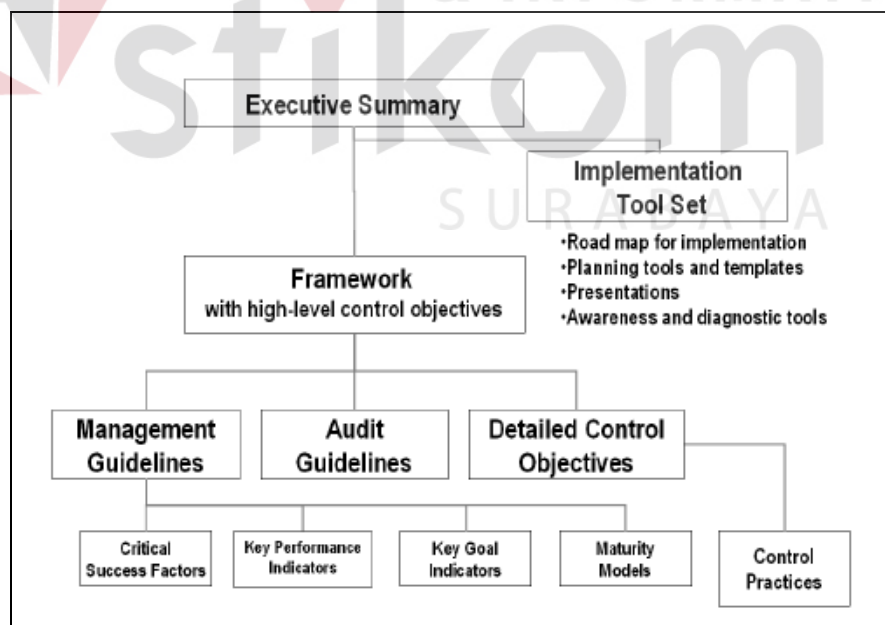 stikom
SURABAYA
Executive Summary
Implementation
Tool Set
•Road map for implementation
•Planning tools and templates
•Presentations
•Awareness and diagnostic tools
Framework
with high-level control objectives
Management
Guidelines
Audit
Guidelines
Detailed Control
Objectives
Critical
Success Factors
Key Performance
Indicators
Key Goal
Indicators
Maturity
Models
Control
Practices